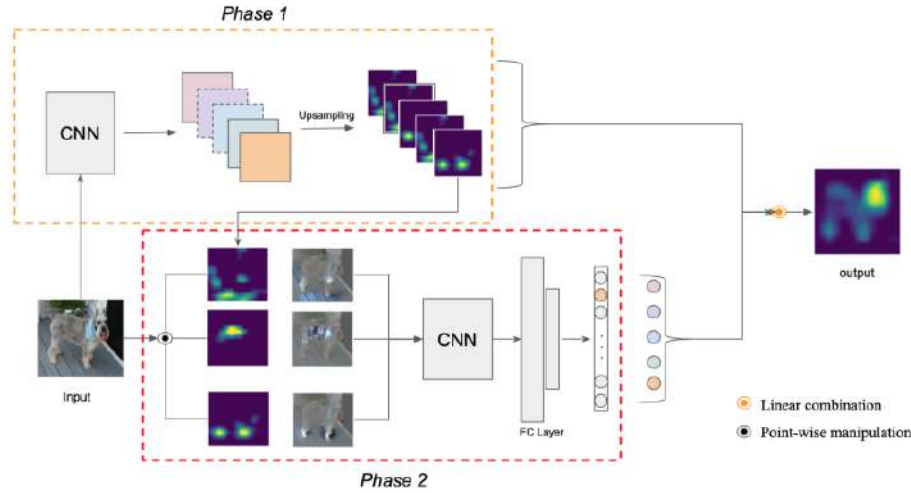 Phase 1
CNN
Upsampling
Input
CNN
FC Layer
output
Linear combination
Point-wise manipulation
Phase 2